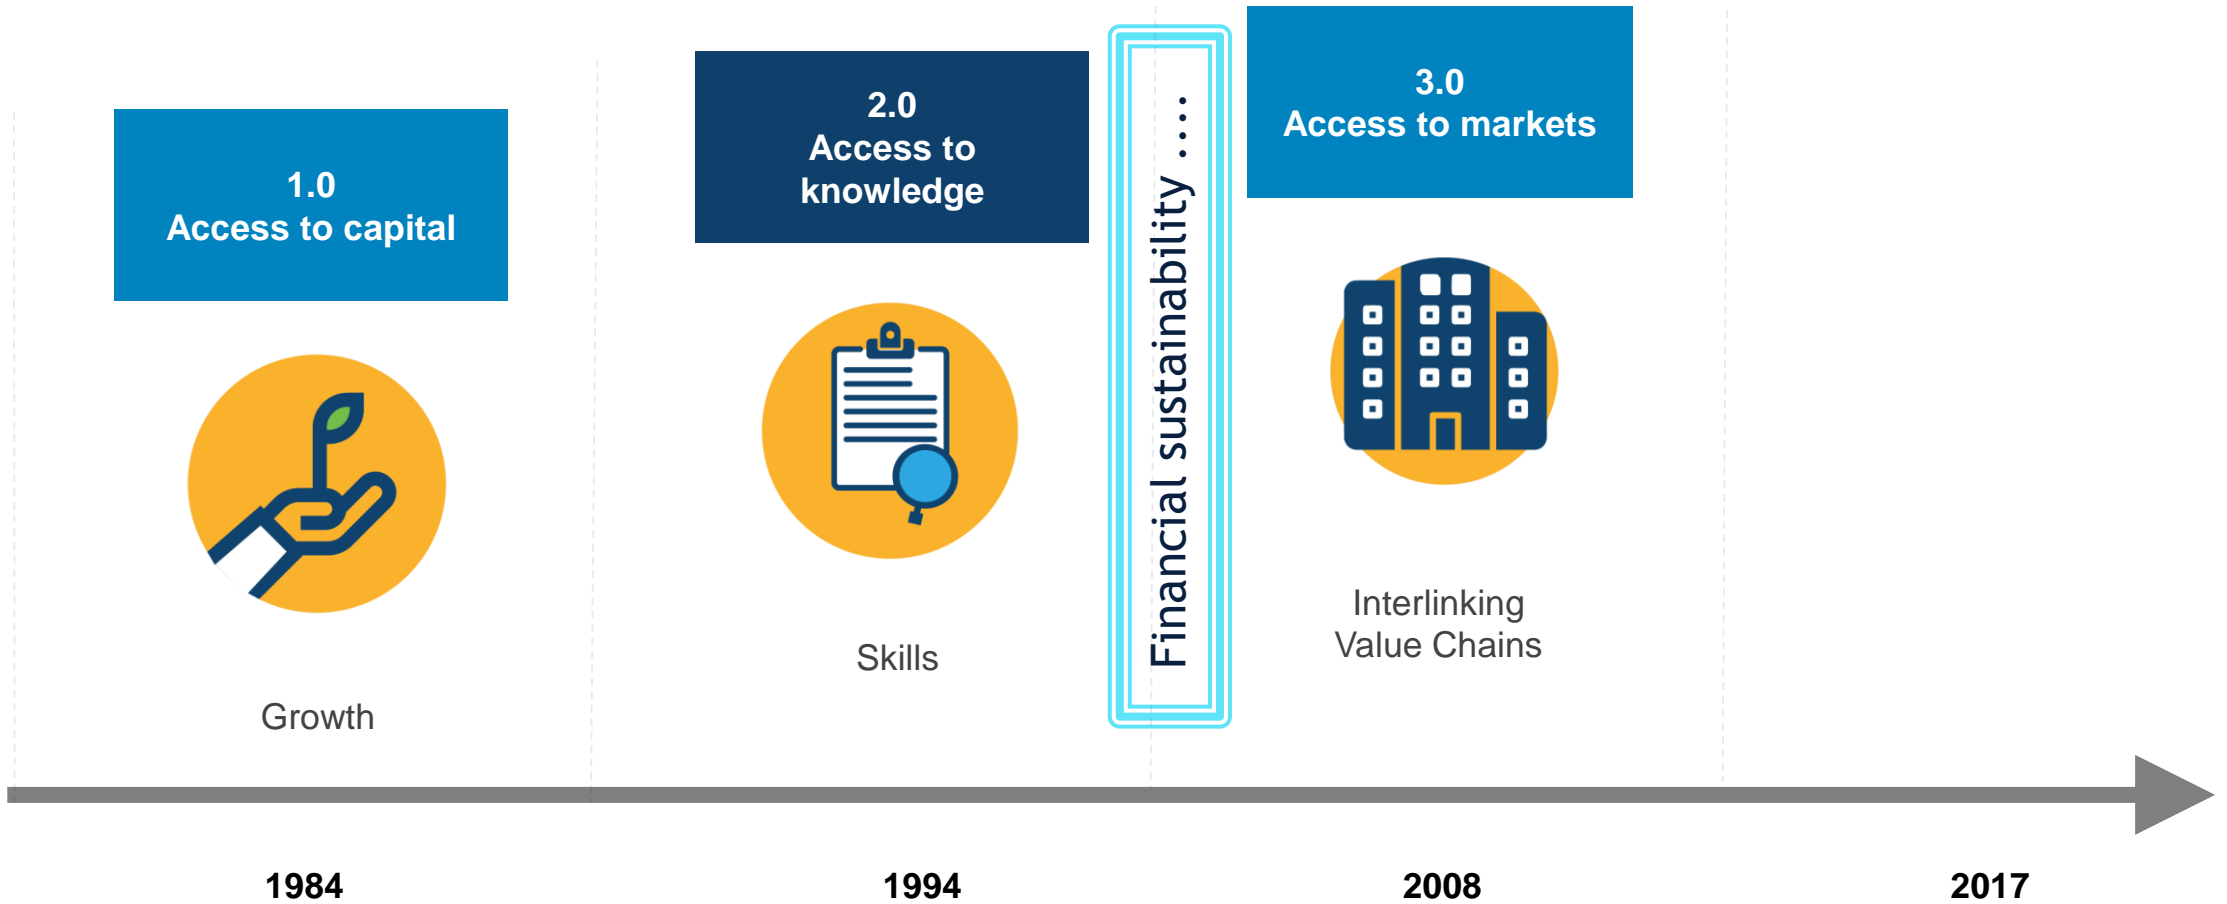 1.0
Access to capital
Growth
2.0
Access to
knowledge
Skills
Financial sustainability ....
3.0
Access to markets
Interlinking
Value Chains
1984
1994
2008
2017